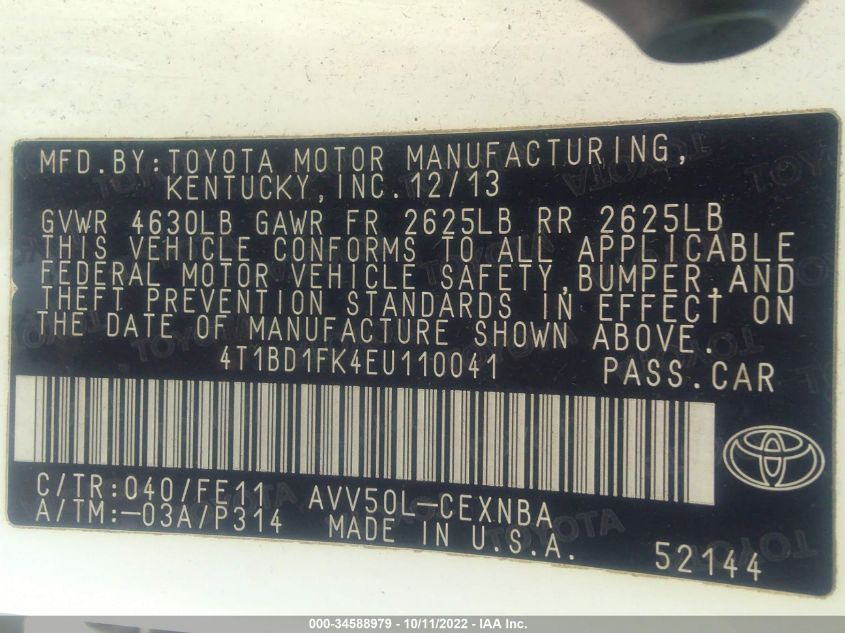 MFD.BY:TOYOTA MOTOR MANUFACTURING,
KENTUCKY,INC.12/13
GVWR 4630LB GAWR FR 2625LB RR 2625LB
THIS VEHICLE CONFORMS TO ALL APPLICABLE
FEDERAL MOTOR VEHICLE SAFETY,BUMPER,AND
THEFT PREVENTION STANDARDS IN EFFECT ON
THE DATE OF MANUFACTURE SHOWN ABOVE.
4T1BD1FK4EU110041 PASS.CAR
C/TR:040/FE11 AVV50L-CEXNBA
A/TM:-03A/P314 MADE IN U.S.A. 52144
000-34588979 - 10/11/2022 - IAA Inc.